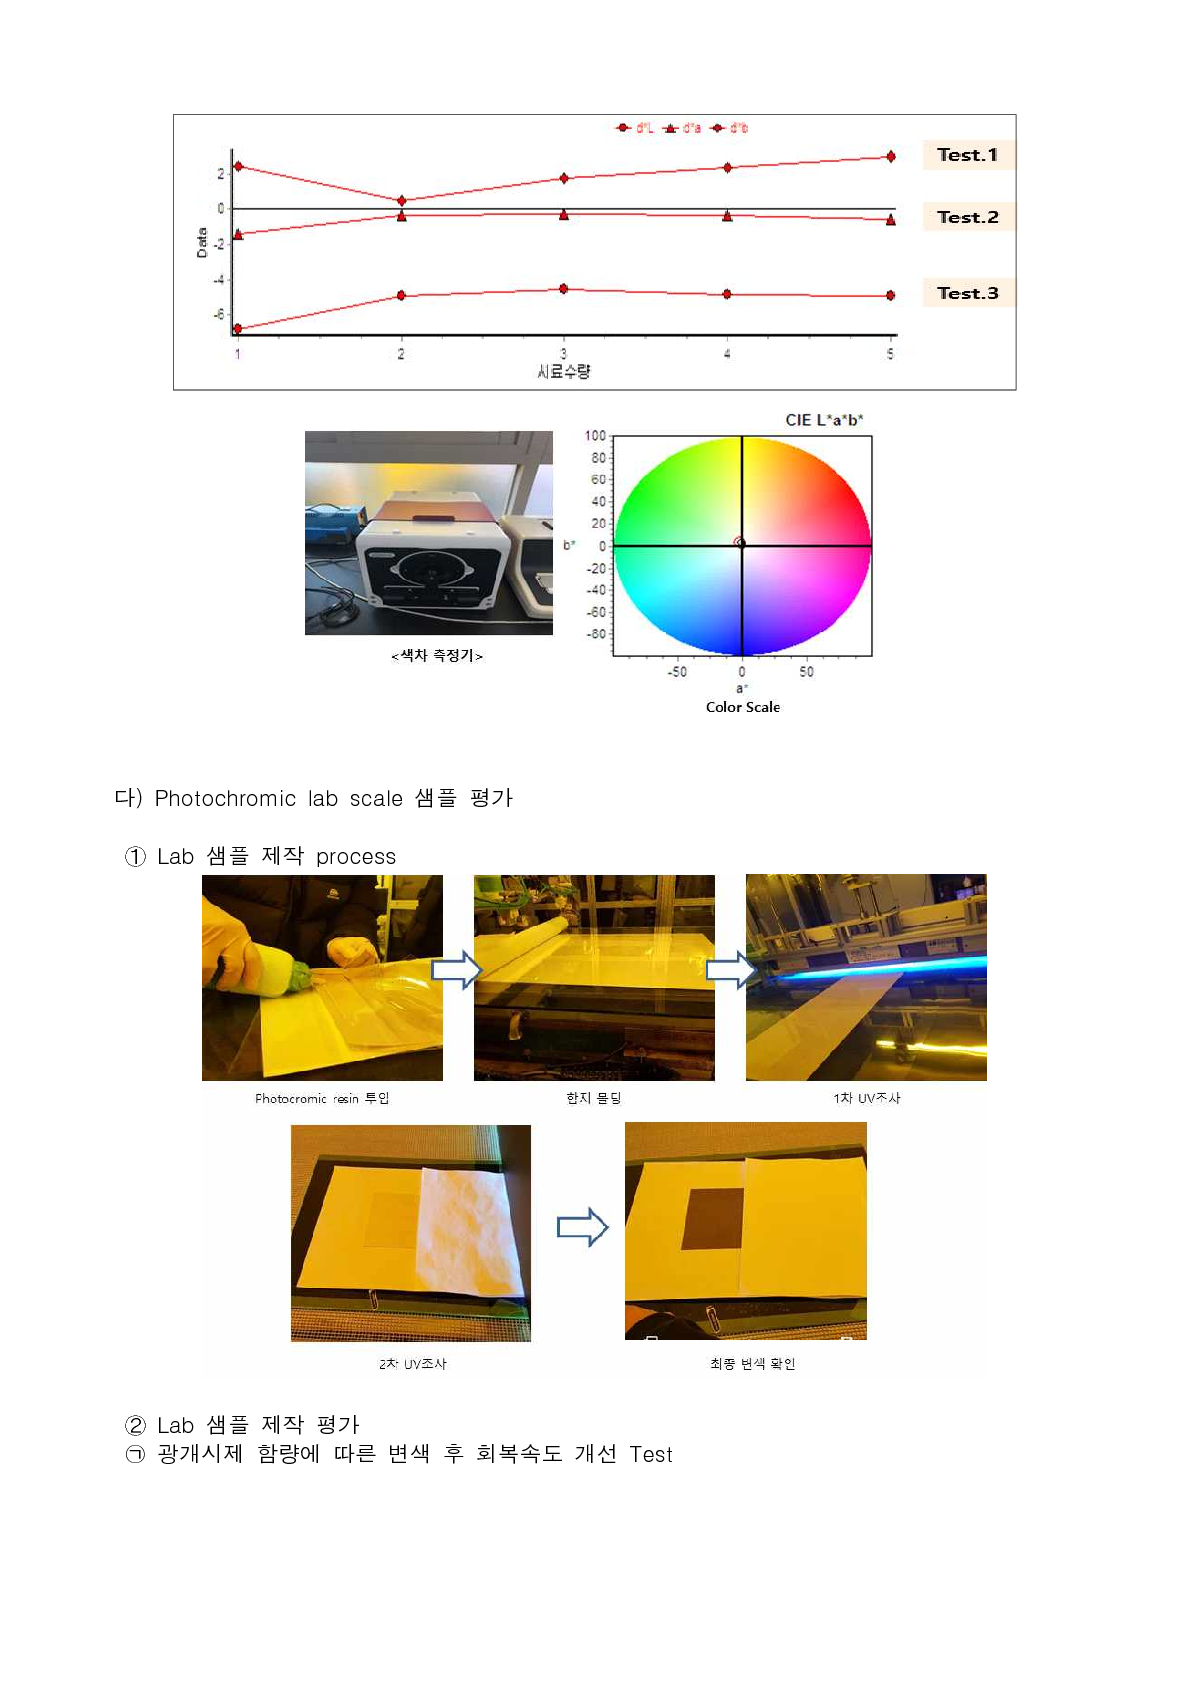 d*L d*a d*b
Test.1
Test.2
Test.3
Data
2
0
-2
-4
-6
1 2 3 4 5
시료수량
CIE L*a*b*
100
80
60
40
20
0
-20
-40
-60
-80
b*
-50 0 50
a*
Color Scale
<색차 측정기>
다) Photochromic lab scale 샘플 평가
① Lab 샘플 제작 process
Photocromic resin 투입
한지 몰딩
1차 UV조사
2차 UV조사
최종 변색 확인
② Lab 샘플 제작 평가
㉠ 광개시제 함량에 따른 변색 후 회복속도 개선 Test